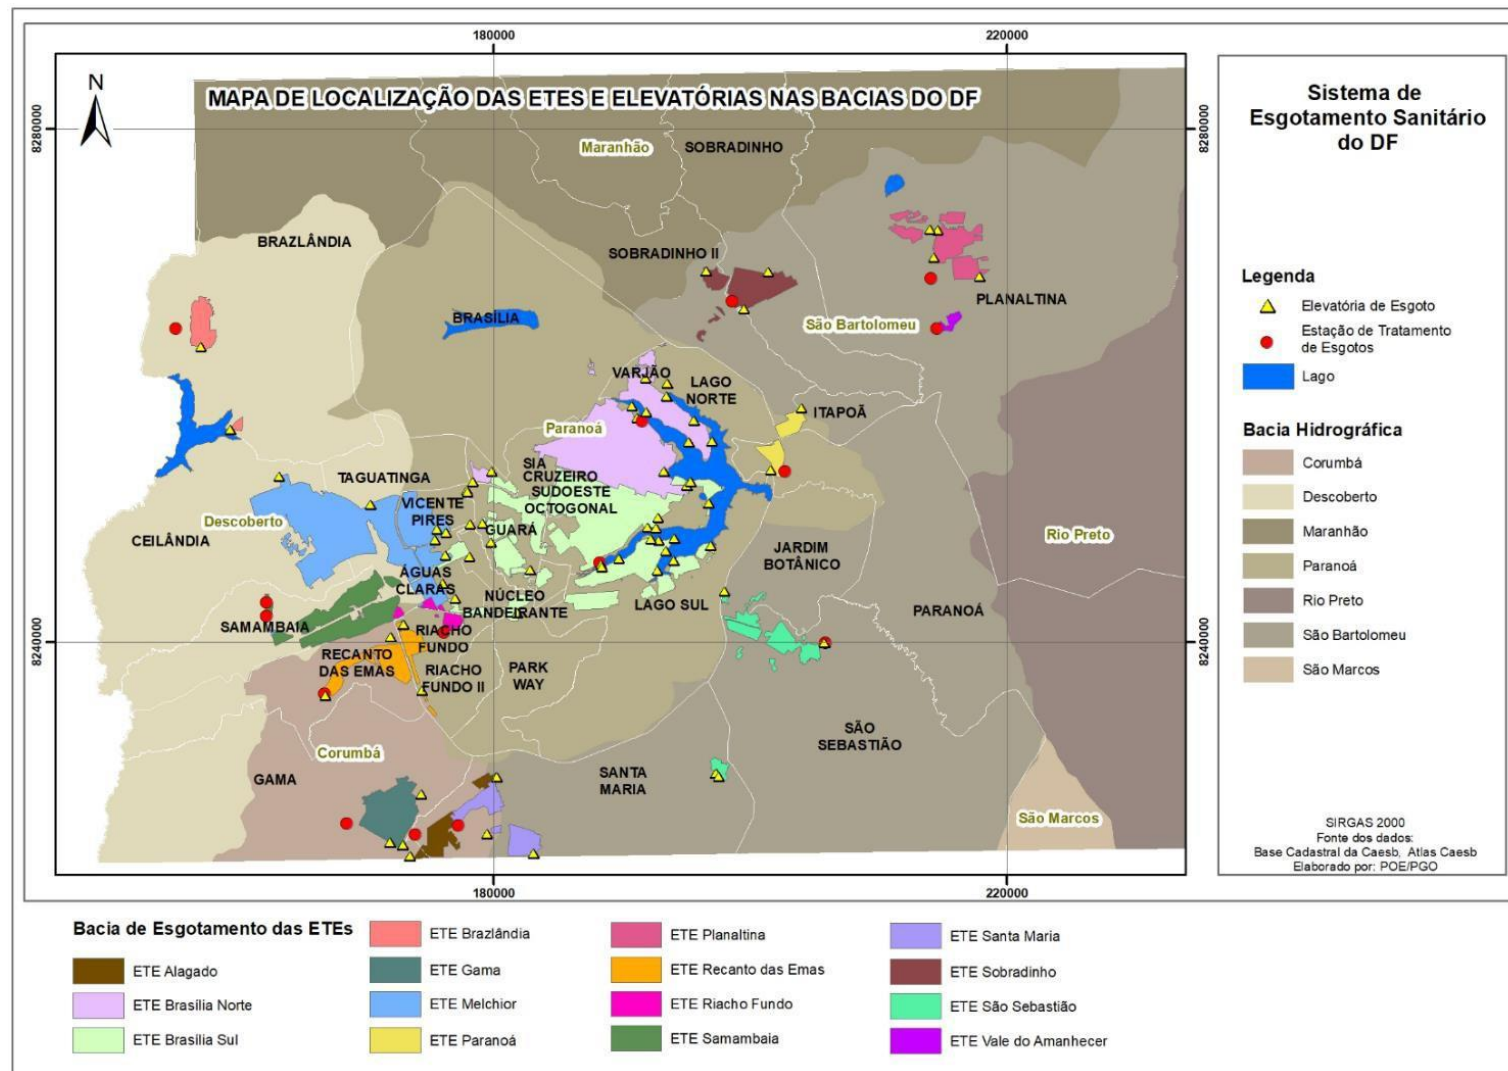 180000
220000
N
MAPA DE LOCALIZAÇÃO DAS ETES E ELEVATÓRIAS NAS BACIAS DO DF
8280000
8280000
Maranhão
SOBRADINHO
BRAZLÂNDIA
SOBRADINHO II
PLANALTINA
BRASÍLIA
São Bartolomeu
VARJÃO
LAGO
NORTE
ITAPOÃ
Paranoá
SIA
CRUZEIRO
SUDOESTE
OCTOGONAL
TAGUATINGA
VICENTE
PIRES
GUARÁ
Descoberto
CEILÂNDIA
JARDIM
BOTÂNICO
Rio Preto
ÁGUAS
CLARAS
NÚCLEO
BANDEIRANTE
LAGO SUL
PARANOÁ
SAMAMBAIA
8240000
8240000
RIACHO
FUNDO
RECANTO
DAS EMAS
RIACHO
FUNDO II
PARK
WAY
SÃO
SEBASTIÃO
Corumbá
GAMA
SANTA
MARIA
São Marcos
180000
220000
Sistema de
Esgotamento Sanitário
do DF
Legenda
Elevatória de Esgoto
Estação de Tratamento
de Esgotos
Lago
Bacia Hidrográfica
Corumbá
Descoberto
Maranhão
Paranoá
Rio Preto
São Bartolomeu
São Marcos
SIRGAS 2000
Fonte dos dados:
Base Cadastral da Caesb, Atlas Caesb
Elaborado por: POE/PGO
Bacia de Esgotamento das ETEs
ETE Alagado
ETE Brasília Norte
ETE Brasília Sul
ETE Brazlândia
ETE Gama
ETE Melchior
ETE Paranoá
ETE Planaltina
ETE Recanto das Emas
ETE Riacho Fundo
ETE Samambaia
ETE Santa Maria
ETE Sobradinho
ETE São Sebastião
ETE Vale do Amanhecer